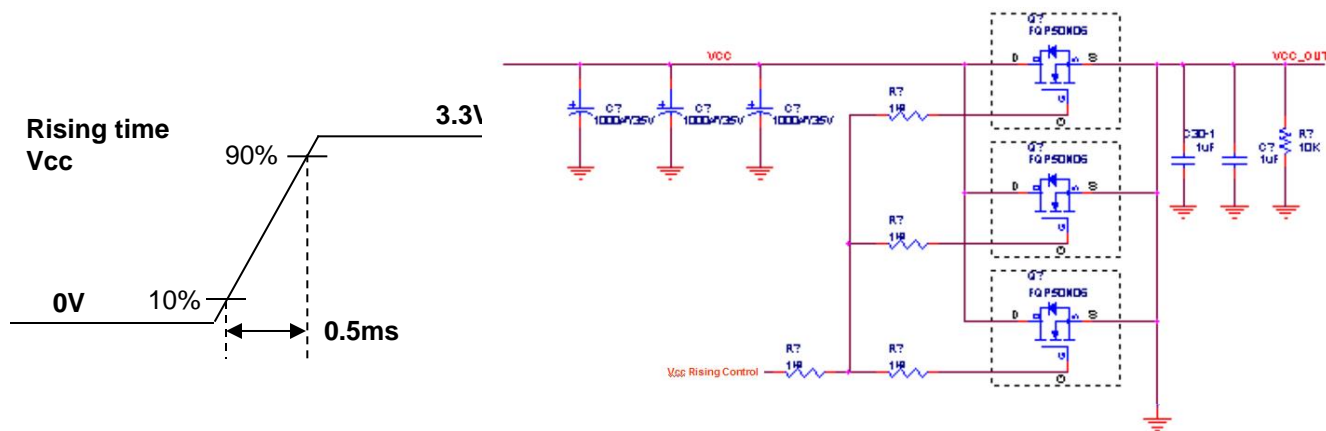 Rising time
Vcc
3.3V
90%
0V
10%
0.5ms
VCC
VCC_OUT
Q?
FQP50N06
D
S
G
C?
1000uF/35V
C?
1000uF/35V
C?
1000uF/35V
R?
1K
C30-1
1uF
C?
1uF
R?
10K
Q?
FQP50N06
D
S
G
R?
1K
Q?
FQP50N06
D
S
G
R?
1K
R?
1K
Vcc Rising Control